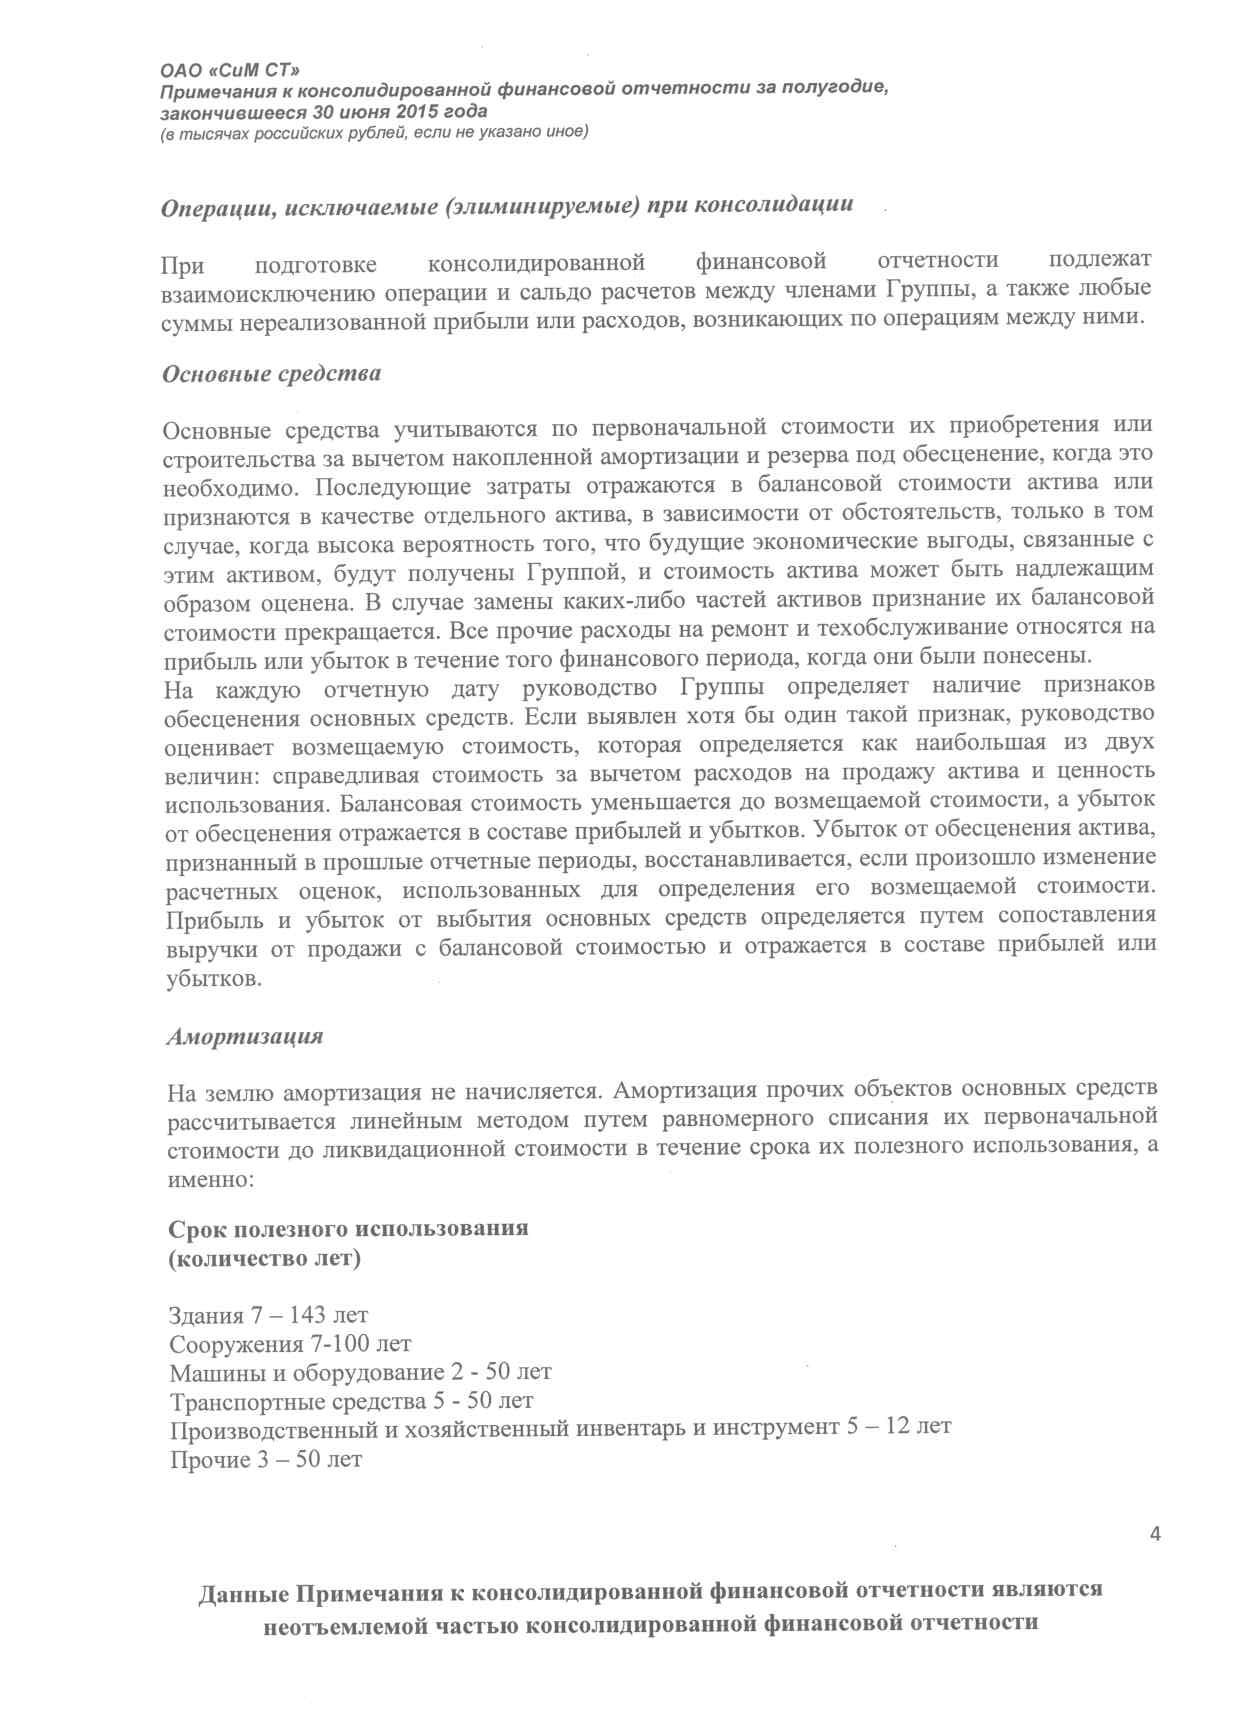 ОАО «СиМ СТ»
Примечания к консолидированной финансовой отчетности за полугодие,
закончившееся 30 июня 2015 года
(в тысячах российских рублей, если не указано иное)
Операции, исключаемые (элиминируемые) при консолидации
При подготовке консолидированной финансовой отчетности подлежат
взаимоисключению операции и сальдо расчетов между членами Группы, а также любые
суммы нереализованной прибыли или расходов, возникающих по операциям между ними.
Основные средства
Основные средства учитываются по первоначальной стоимости их приобретения или
строительства за вычетом накопленной амортизации и резерва под обесценение, когда это
необходимо. Последующие затраты отражаются в балансовой стоимости актива или
признаются в качестве отдельного актива, в зависимости от обстоятельств, только в том
случае, когда высока вероятность того, что будущие экономические выгоды, связанные с
этим активом, будут получены Группой, и стоимость актива может быть надлежащим
образом оценена. В случае замены каких-либо частей активов признание их балансовой
стоимости прекращается. Все прочие расходы на ремонт и техобслуживание относятся на
прибыль или убыток в течение того финансового периода, когда они были понесены.
На каждую отчетную дату руководство Группы определяет наличие признаков
обесценения основных средств. Если выявлен хотя бы один такой признак, руководство
оценивает возмещаемую стоимость, которая определяется как наибольшая из двух
величин: справедливая стоимость за вычетом расходов на продажу актива и ценность
использования. Балансовая стоимость уменьшается до возмещаемой стоимости, а убыток
от обесценения отражается в составе прибылей и убытков. Убыток от обесценения актива,
признанный в прошлые отчетные периоды, восстанавливается, если произошло изменение
расчетных оценок, использованных для определения его возмещаемой стоимости.
Прибыль и убыток от выбытия основных средств определяется путем сопоставления
выручки от продажи с балансовой стоимостью и отражается в составе прибылей или
убытков.
Амортизация
На землю амортизация не начисляется. Амортизация прочих объектов основных средств
рассчитывается линейным методом путем равномерного списания их первоначальной
стоимости до ликвидационной стоимости в течение срока их полезного использования, а
именно:
Срок полезного использования
(количество лет)
Здания 7 – 143 лет
Сооружения 7-100 лет
Машины и оборудование 2 - 50 лет
Транспортные средства 5 - 50 лет
Производственный и хозяйственный инвентарь и инструмент 5 – 12 лет
Прочие 3 – 50 лет
4
Данные Примечания к консолидированной финансовой отчетности являются
неотъемлемой частью консолидированной финансовой отчетности